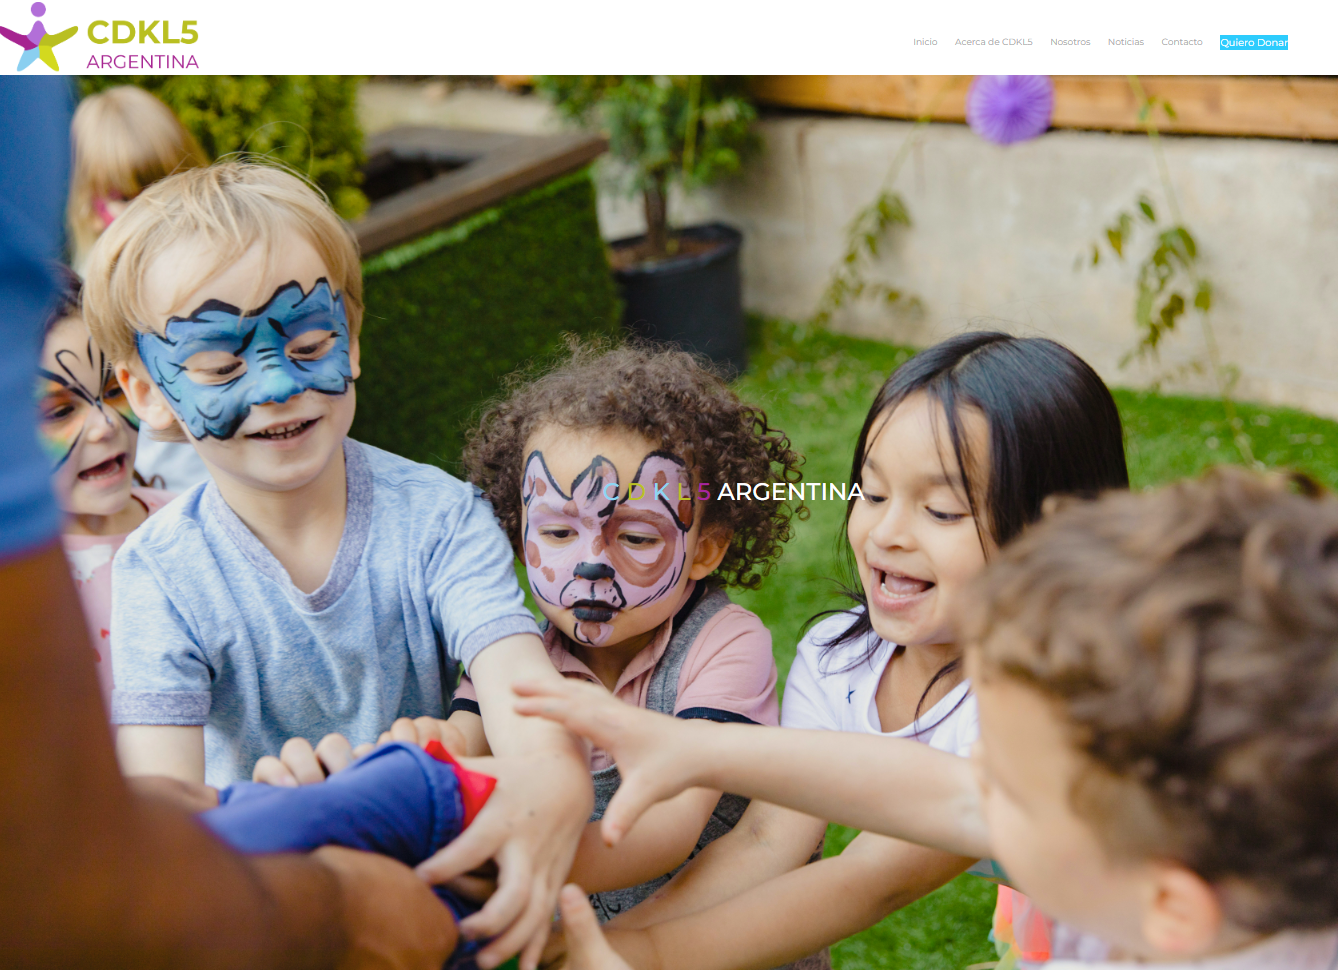 CDKL5
ARGENTINA
Inicio Acerca de CDKL5 Nosotros Noticias Contacto Quiero Donar
C D K L 5 ARGENTINA